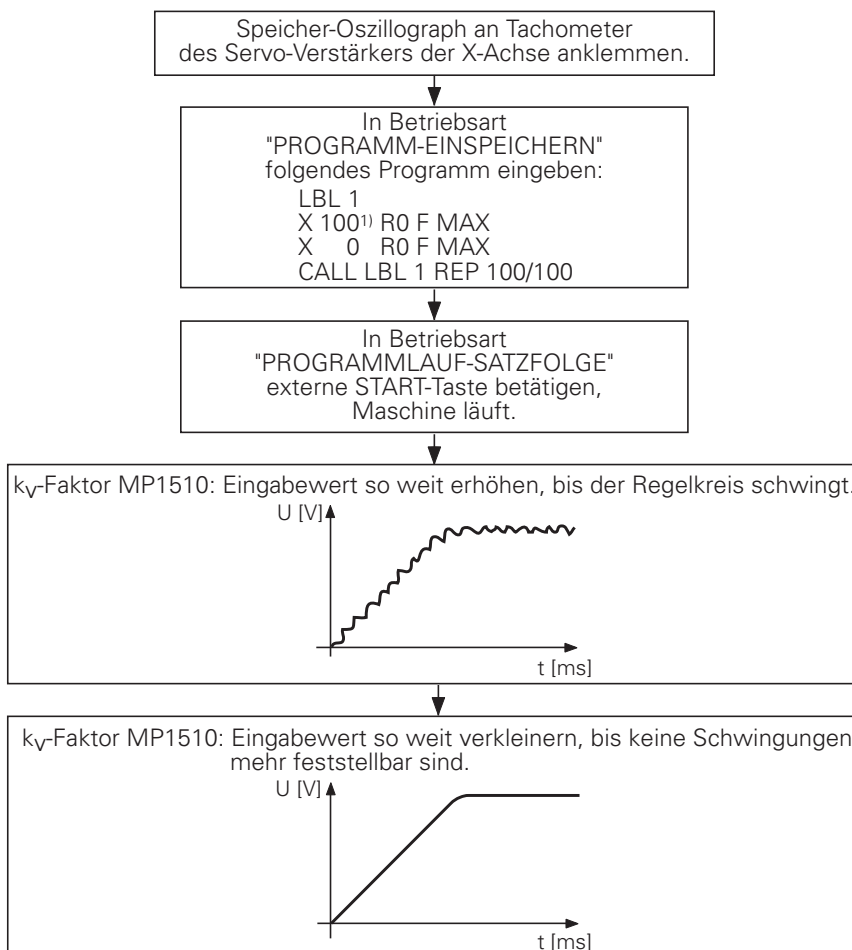 Speicher-Oszillograph an Tachometer
des Servo-Verstärkers der X-Achse anklemmen.
In Betriebsart
"PROGRAMM-EINSPEICHERN"
folgendes Programm eingeben:
LBL 1
X 100¹⁾ R0 F MAX
X 0 R0 F MAX
CALL LBL 1 REP 100/100
In Betriebsart
"PROGRAMMLAUF-SATZFOLGE"
externe START-Taste betätigen,
Maschine läuft.
kV-Faktor MP1510: Eingabewert so weit erhöhen, bis der Regelkreis schwingt.
U [V]
t [ms]
kV-Faktor MP1510: Eingabewert so weit verkleinern, bis keine Schwingungen
mehr feststellbar sind.
U [V]
t [ms]